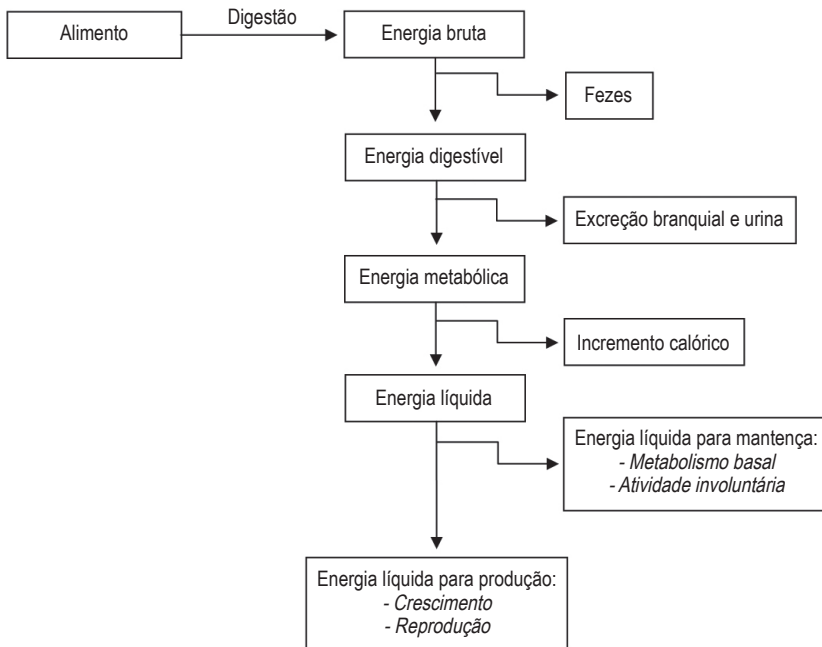 Alimento
Digestão
Energia bruta
Fezes
Energia digestível
Excreção branquial e urina
Energia metabólica
Incremento calórico
Energia líquida
Energia líquida para mantença:
- Metabolismo basal
- Atividade involuntária
Energia líquida para produção:
- Crescimento
- Reprodução